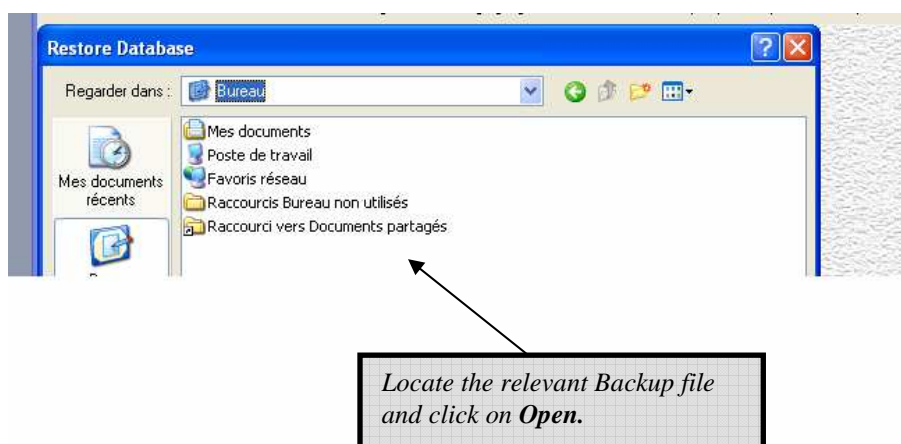 Restore Database
Regarder dans :
Bureau
Mes documents
Poste de travail
Favoris réseau
Raccourcis Bureau non utilisés
Raccourci vers Documents partagés
Mes documents
récents
Locate the relevant Backup file
and click on Open.